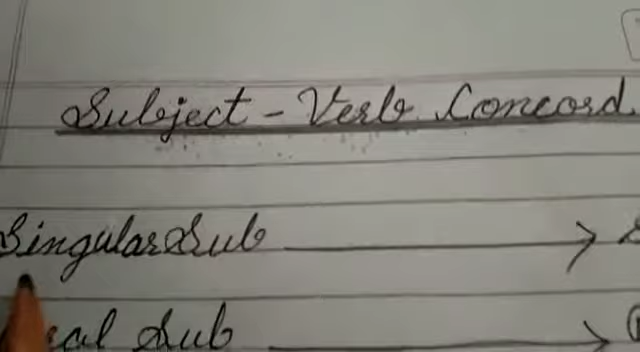 Subject - Verb Concord.
Singular Sub →
Sub →